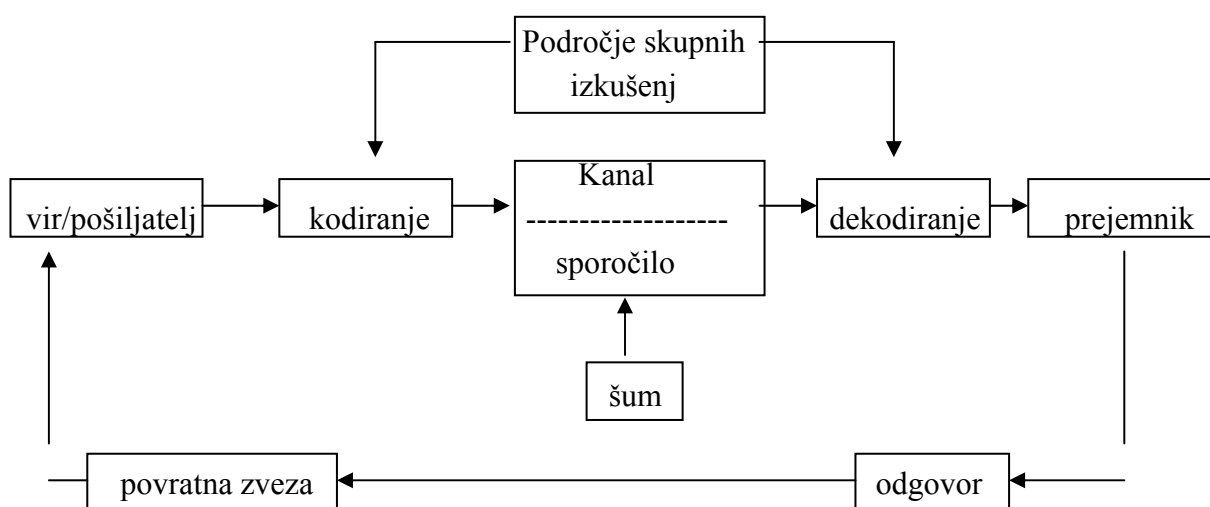 Področje skupnih
izkušenj
vir/pošiljatelj
kodiranje
Kanal
-------------------
sporočilo
dekodiranje
prejemnik
šum
povratna zveza
odgovor